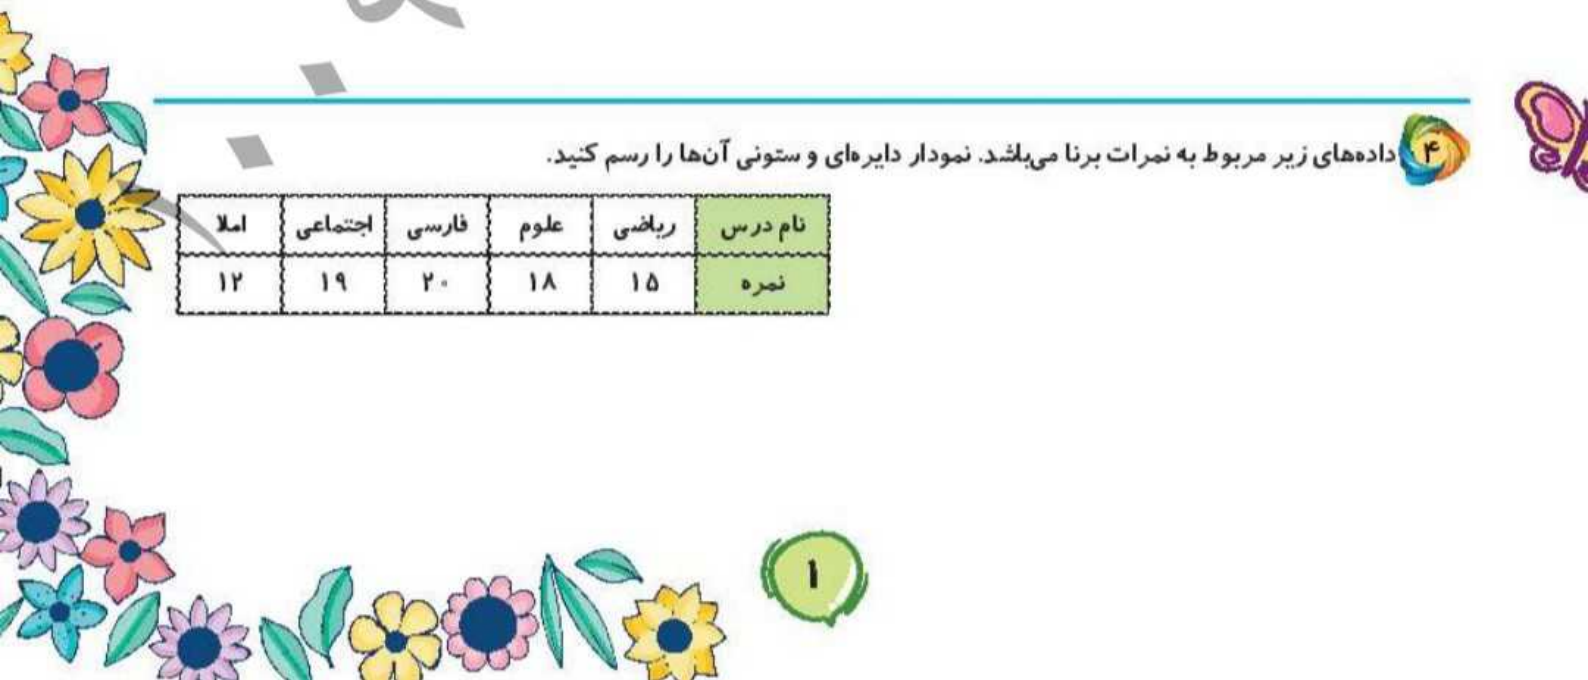 ۴ داده‌های زیر مربوط به نمرات برنا می‌باشد. نمودار دایره‌ای و ستونی آن‌ها را رسم کنید.
نام درس ریاضی علوم فارسی اجتماعی املا
نمره ۱۵ ۱۸ ۲۰ ۱۹ ۱۲
۱